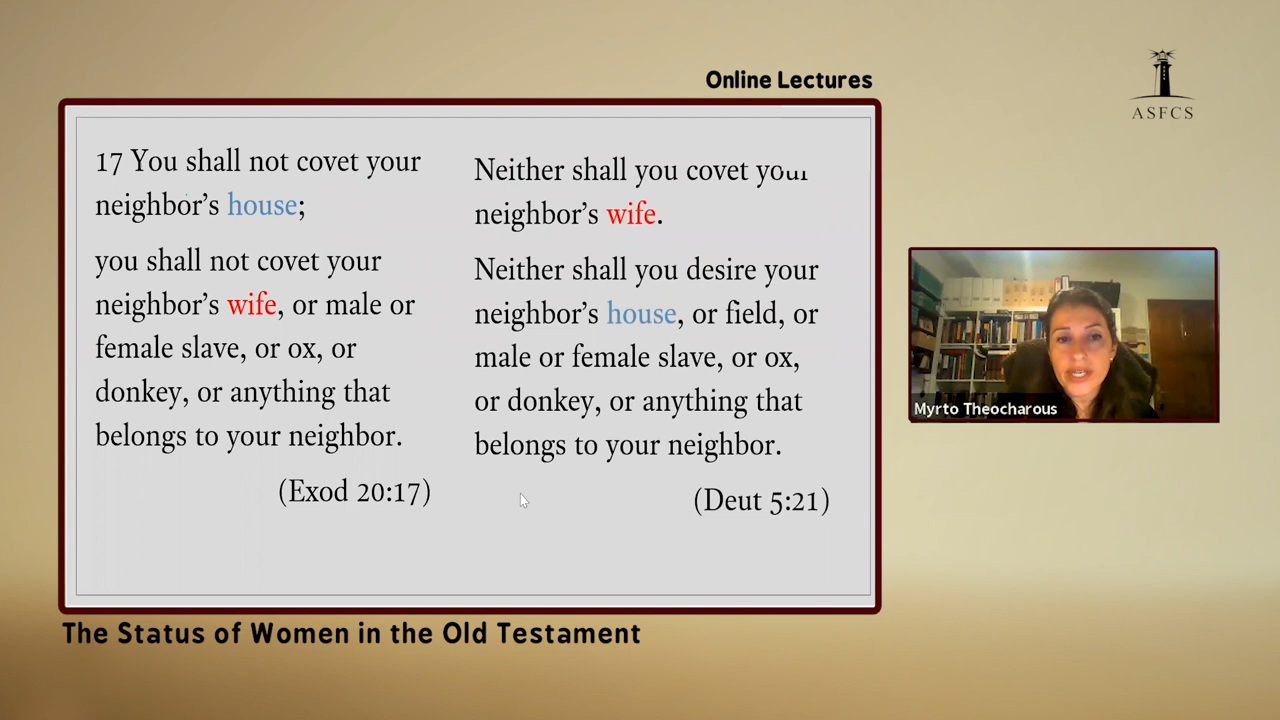 Online Lectures
ASFCS
17 You shall not covet your
neighbor's house;
you shall not covet your
neighbor's wife, or male or
female slave, or ox, or
donkey, or anything that
belongs to your neighbor.
(Exod 20:17)
Neither shall you covet your
neighbor's wife.
Neither shall you desire your
neighbor's house, or field, or
male or female slave, or ox,
or donkey, or anything that
belongs to your neighbor.
(Deut 5:21)
Myrto Theocharous
The Status of Women in the Old Testament